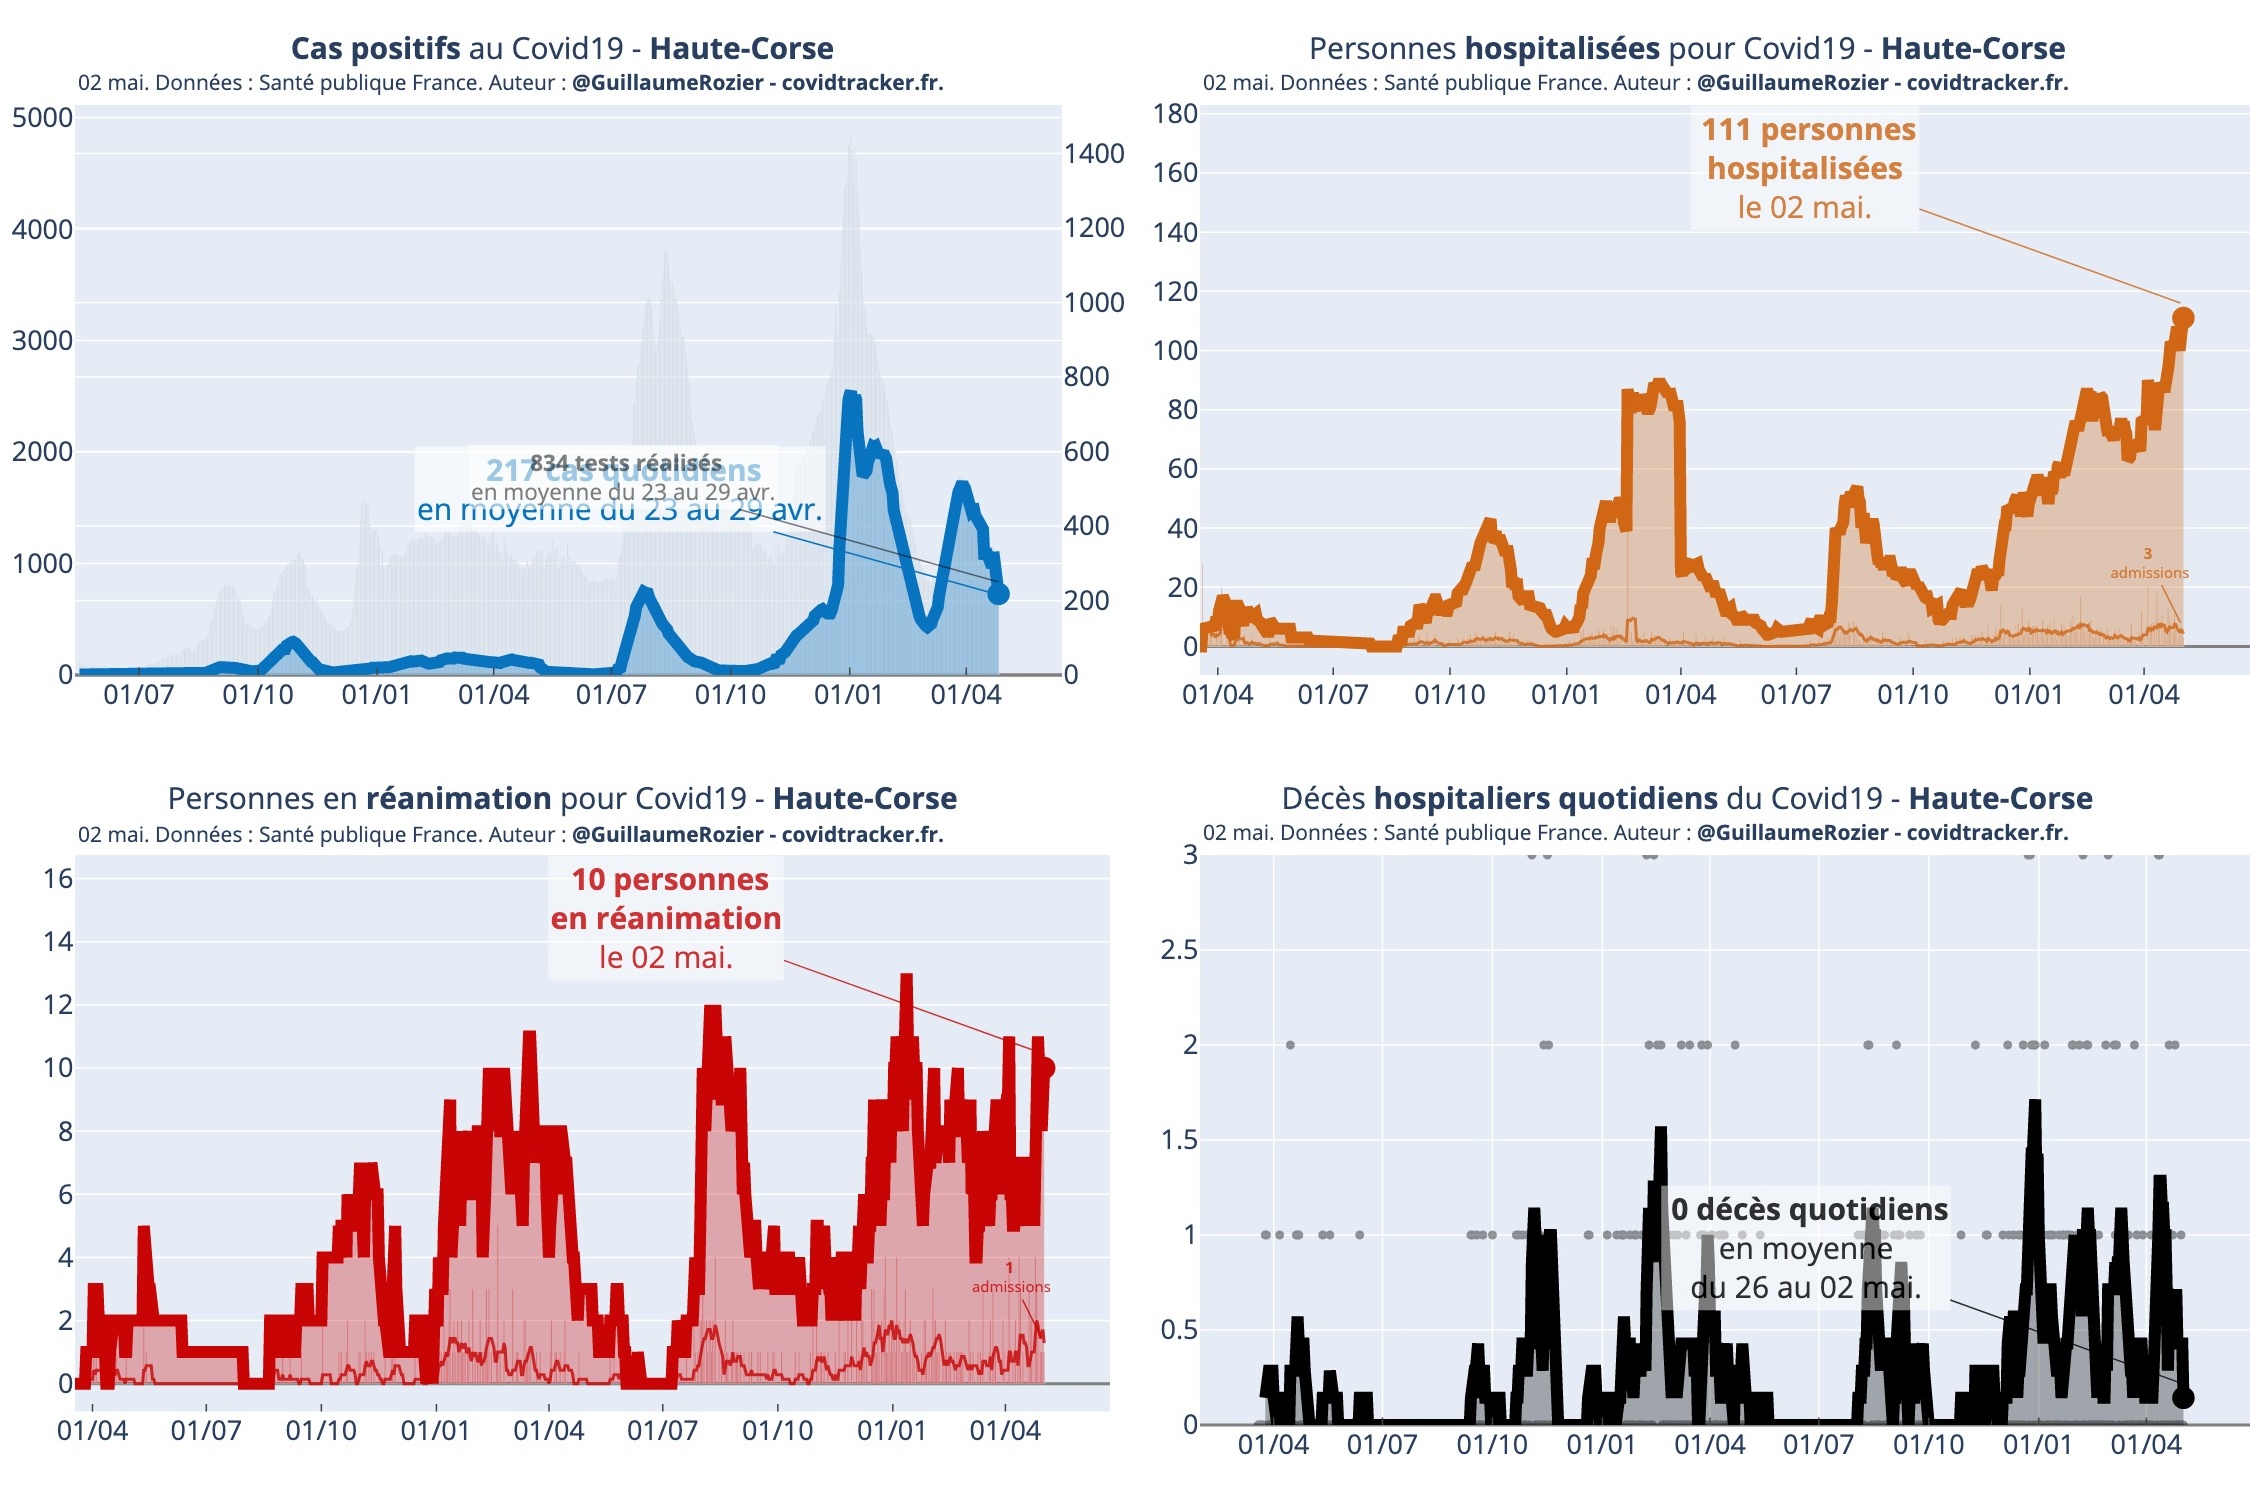 Cas positifs au Covid19 - Haute-Corse
02 mai. Données : Santé publique France. Auteur : @GuillaumeRozier - covidtracker.fr.
5000
4000
3000
2000
1000
0
1400
1200
1000
800
600
400
200
0
834 tests réalisés
217 cas quotidiens
en moyenne du 23 au 29 avr.
en moyenne du 23 au 29 avr.
01/07 01/10 01/01 01/04 01/07 01/10 01/01 01/04
Personnes hospitalisées pour Covid19 - Haute-Corse
02 mai. Données : Santé publique France. Auteur : @GuillaumeRozier - covidtracker.fr.
180
160
140
120
100
80
60
40
20
0
111 personnes
hospitalisées
le 02 mai.
3
admissions
01/04 01/07 01/10 01/01 01/04 01/07 01/10 01/01 01/04
Personnes en réanimation pour Covid19 - Haute-Corse
02 mai. Données : Santé publique France. Auteur : @GuillaumeRozier - covidtracker.fr.
16
14
12
10
8
6
4
2
0
10 personnes
en réanimation
le 02 mai.
1
admissions
01/04 01/07 01/10 01/01 01/04 01/07 01/10 01/01 01/04
Décès hospitaliers quotidiens du Covid19 - Haute-Corse
02 mai. Données : Santé publique France. Auteur : @GuillaumeRozier - covidtracker.fr.
3
2.5
2
1.5
1
0.5
0
0 décès quotidiens
en moyenne
du 26 au 02 mai.
01/04 01/07 01/10 01/01 01/04 01/07 01/10 01/01 01/04